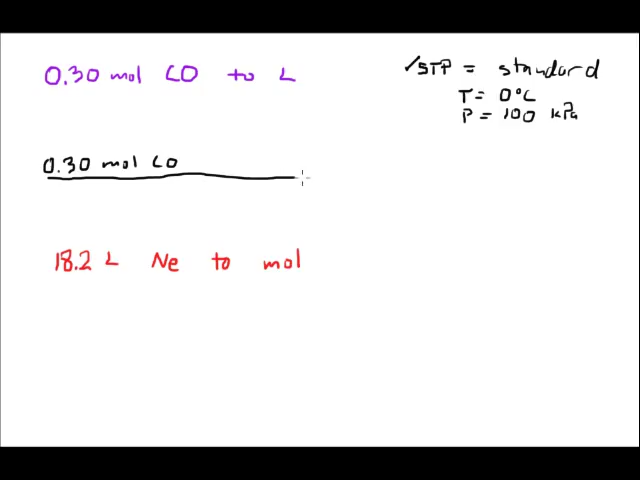 0.30 mol CO to L
✓STP = standard
T = 0°C
P = 100 kPa
0.30 mol CO
18.2 L Ne to mol